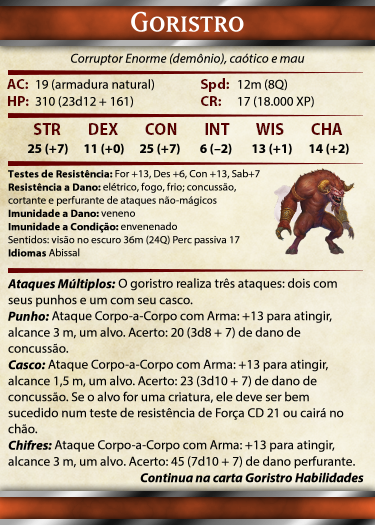 GORISTRO
Corruptor Enorme (demônio), caótico e mau
AC: 19 (armadura natural) Spd: 12m (8Q)
HP: 310 (23d12 + 161) CR: 17 (18.000 XP)
STR DEX CON INT WIS CHA
25 (+7) 11 (+0) 25 (+7) 6 (–2) 13 (+1) 14 (+2)
Testes de Resistência: For +13, Des +6, Con +13, Sab+7
Resistência a Dano: elétrico, fogo, frio; concussão,
cortante e perfurante de ataques não-mágicos
Imunidade a Dano: veneno
Imunidade a Condição: envenenado
Sentidos: visão no escuro 36m (24Q) Perc passiva 17
Idiomas Abissal
Ataques Múltiplos: O goristro realiza três ataques: dois com
seus punhos e um com seu casco.
Punho: Ataque Corpo-a-Corpo com Arma: +13 para atingir,
alcance 3 m, um alvo. Acerto: 20 (3d8 + 7) de dano de
concussão.
Casco: Ataque Corpo-a-Corpo com Arma: +13 para atingir,
alcance 1,5 m, um alvo. Acerto: 23 (3d10 + 7) de dano de
concussão. Se o alvo for uma criatura, ele deve ser bem
sucedido num teste de resistência de Força CD 21 ou cairá no
chão.
Chifres: Ataque Corpo-a-Corpo com Arma: +13 para atingir,
alcance 3 m, um alvo. Acerto: 45 (7d10 + 7) de dano perfurante.
Continua na carta Goristro Habilidades